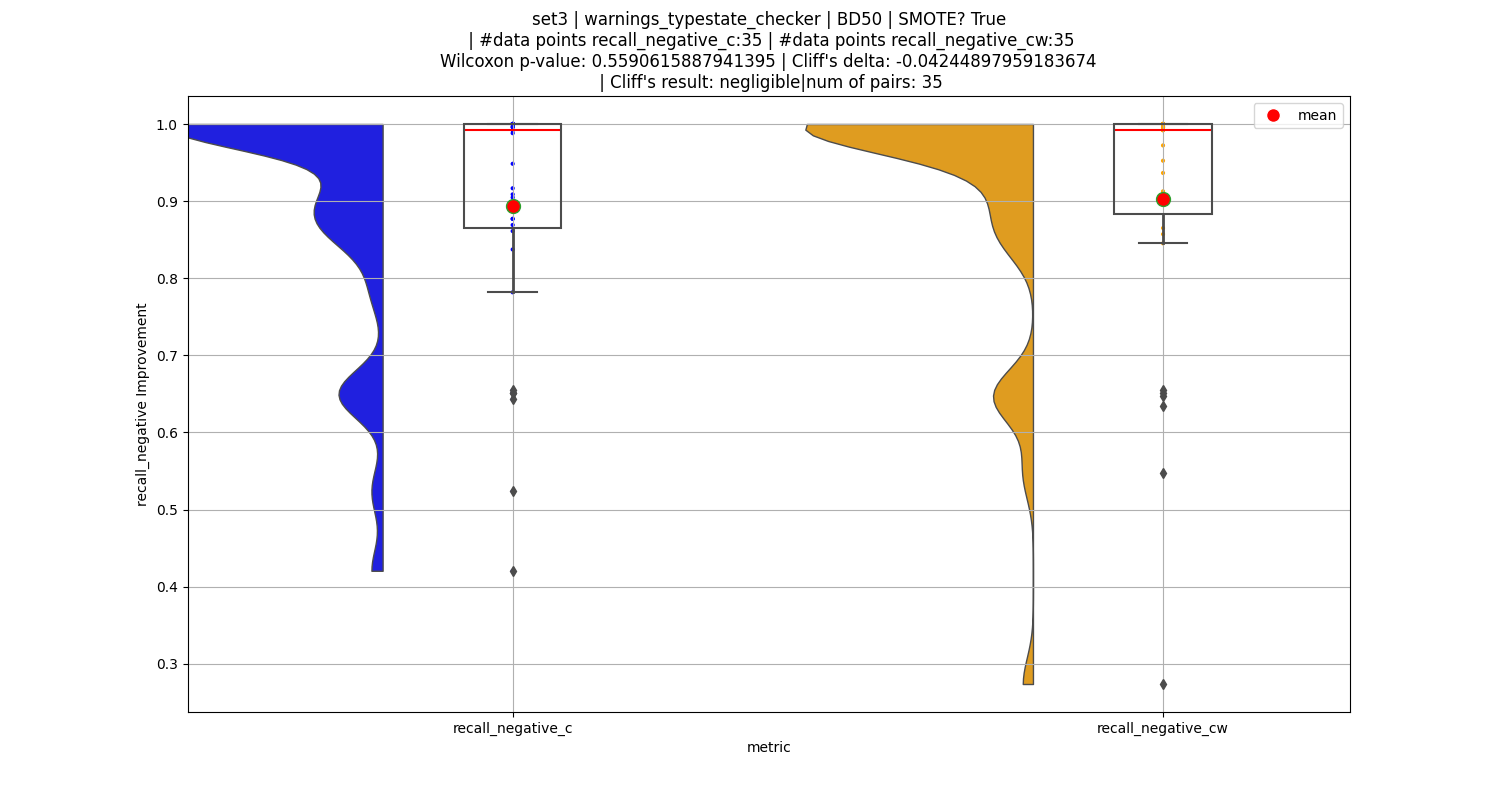 set3 | warnings_typestate_checker | BD50 | SMOTE? True
| #data points recall_negative_c:35 | #data points recall_negative_cw:35
Wilcoxon p-value: 0.5590615887941395 | Cliff's delta: -0.04244897959183674
| Cliff's result: negligible|num of pairs: 35
mean
1.0
0.9
0.8
0.7
0.6
0.5
0.4
0.3
recall_negative Improvement
recall_negative_c
recall_negative_cw
metric